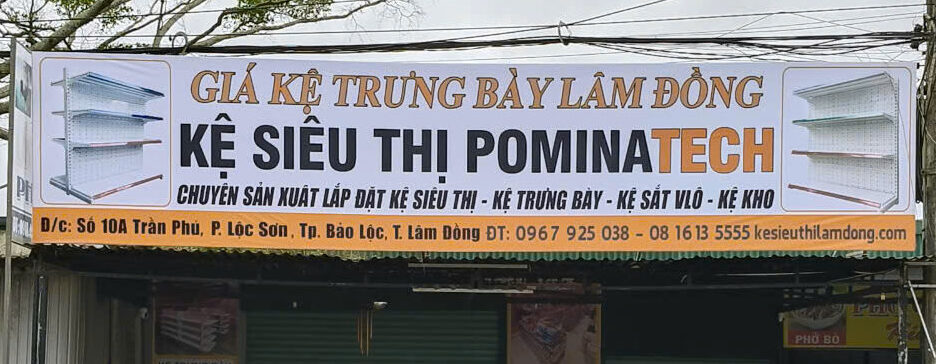 GIÁ KỆ TRƯNG BÀY LÂM ĐỒNG
KỆ SIÊU THỊ POMINATECH
CHUYÊN SẢN XUẤT LẮP ĐẶT KỆ SIÊU THỊ - KỆ TRƯNG BÀY - KỆ SẮT VLÔ - KỆ KHO
Đ/c: Số 10A Trần Phú, P. Lộc Sơn, Tp. Bảo Lộc, T. Lâm Đồng ĐT: 0967 925 038 - 08 1613 5555 kesieuthilamdong.com
PHỞ BÒ